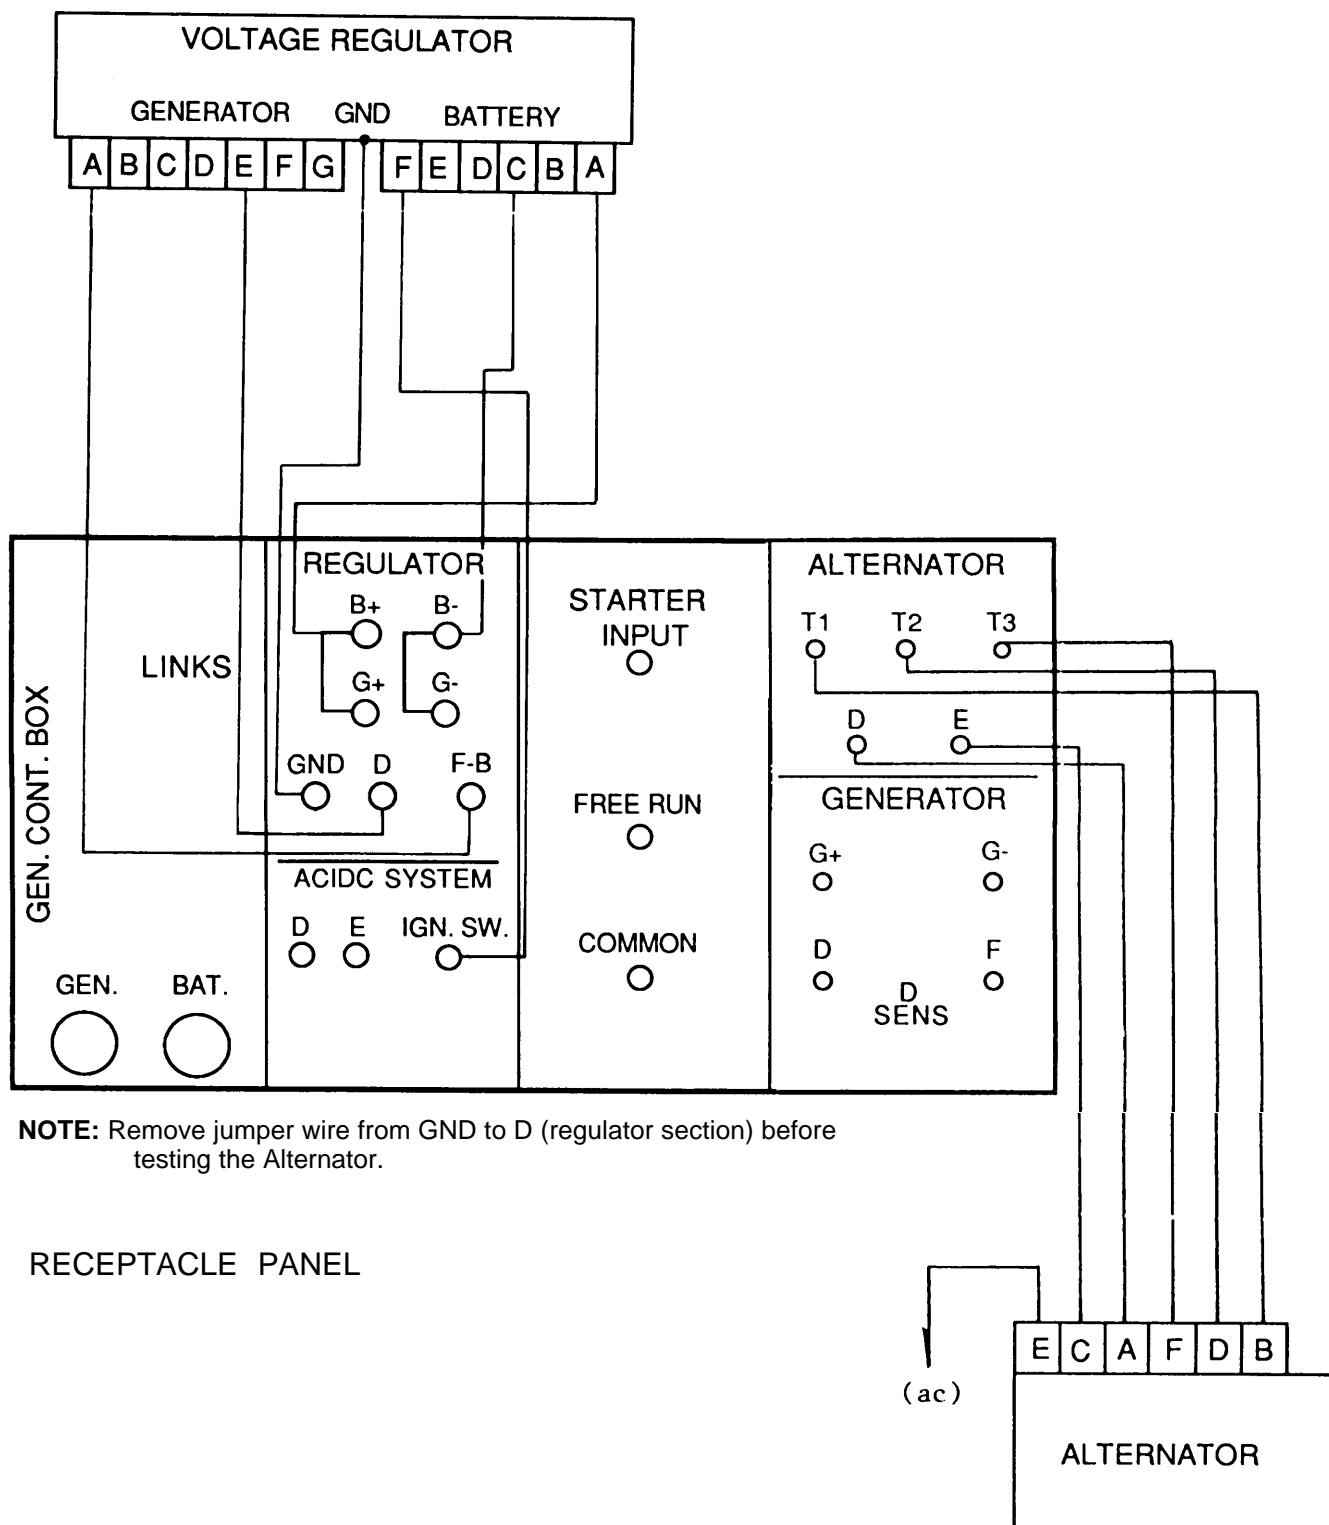 VOLTAGE REGULATOR
GENERATOR GND BATTERY
A B C D E F G F E D C B A
REGULATOR
B+ B-
LINKS
G+ G-
GND D F-B
ACIDC SYSTEM
D E IGN. SW.
GEN. CONT. BOX
GEN. BAT.
STARTER
INPUT
FREE RUN
COMMON
ALTERNATOR
T1 T2 T3
D E
GENERATOR
G+ G-
D F
D
SENS
NOTE: Remove jumper wire from GND to D (regulator section) before
testing the Alternator.
RECEPTACLE PANEL
(ac)
E C A F D B
ALTERNATOR